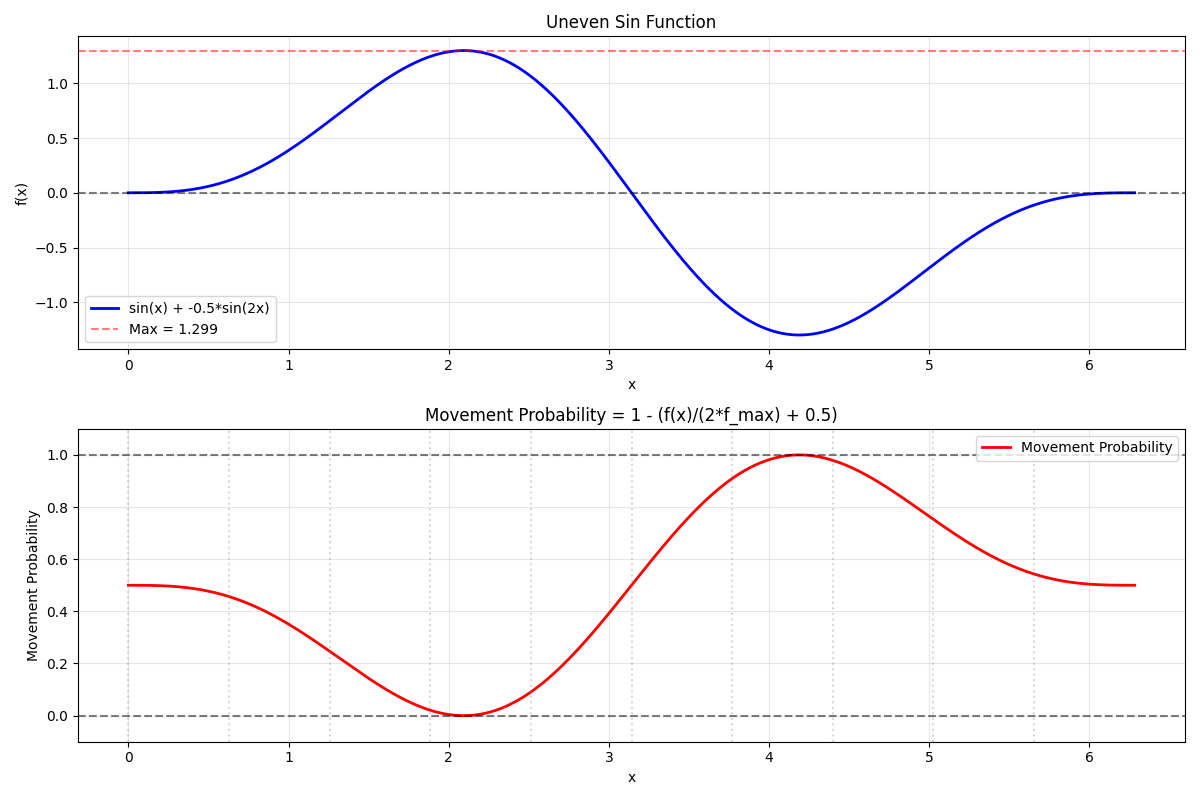 Uneven Sin Function
f(x)
1.0
0.5
0.0
−0.5
−1.0
sin(x) + -0.5*sin(2x)
Max = 1.299
0 1 2 3 4 5 6
x
Movement Probability = 1 - (f(x)/(2*f_max) + 0.5)
Movement Probability
1.0
0.8
0.6
0.4
0.2
0.0
Movement Probability
0 1 2 3 4 5 6
x